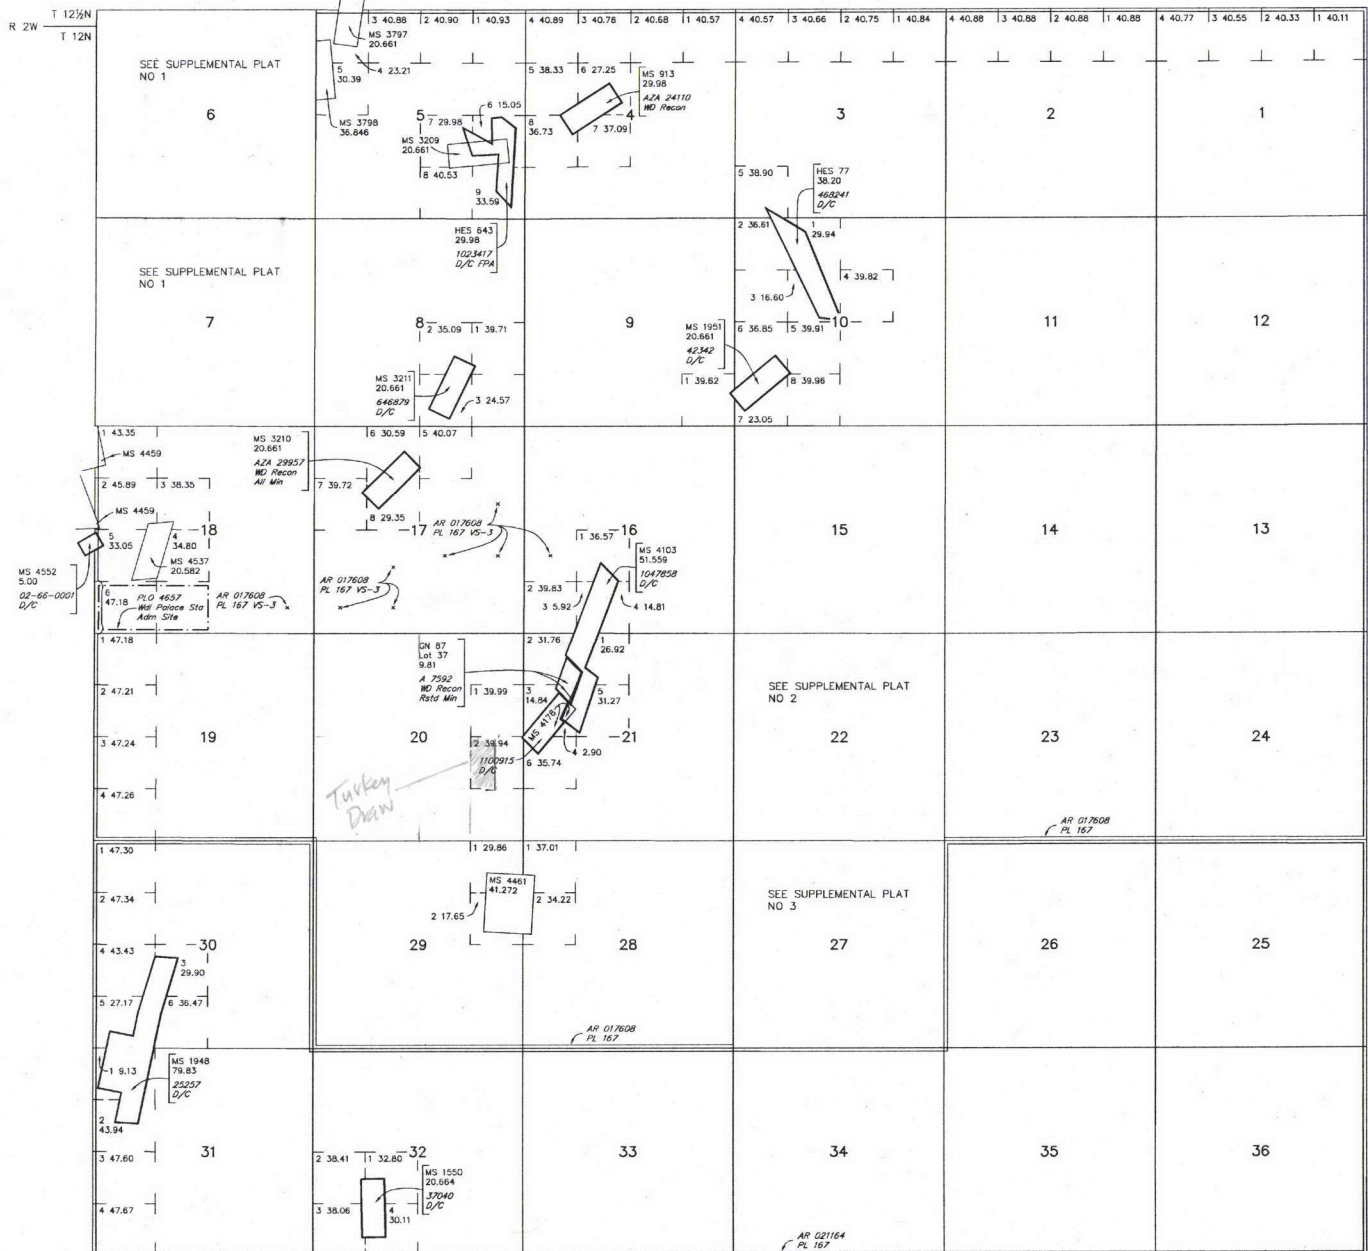 T 12½N
R 2W
T 12N
3 40.88 2 40.90 1 40.93 4 40.89 3 40.78 2 40.68 1 40.57 4 40.57 3 40.66 2 40.75 1 40.84 4 40.88 3 40.88 2 40.88 1 40.88 4 40.77 3 40.55 2 40.33 1 40.11
MS 3797
20.661
SEE SUPPLEMENTAL PLAT
NO 1
6
5
30.39
4 23.21
MS 3798
36.846
5
6 15.05
7 29.98
MS 3209
20.661
8 40.53
9
33.59
5 38.33
6 27.25
MS 913
29.98
AZA 24110
WD Recon
8
36.73
4
7 37.09
3
5 38.90
HES 77
38.20
468241
D/C
2
1
HES 643
29.98
1023417
D/C FPA
SEE SUPPLEMENTAL PLAT
NO 1
7
8
2 35.09
1 39.71
MS 3211
20.661
646879
D/C
3 24.57
9
2 36.61
1
29.94
4 39.82
3 16.60
MS 1951
20.661
42342
D/C
6 36.85
5 39.91
10
1 39.62
8 39.96
7 23.05
11
12
1 43.35
MS 4459
2 45.89
3 38.35
MS 4459
18
5
33.05
4
34.80
MS 4537
20.582
MS 4552
5.00
02-66-0001
D/C
6
47.18
PLO 4657
Wdl Palace Sta
Adm Site
AR 017608
PL 167 VS-3
MS 3210
20.661
AZA 29957
WD Recon
All Min
6 30.59
5 40.07
7 39.72
8 29.35
17
AR 017608
PL 167 VS-3
AR 017608
PL 167 VS-3
16
1 36.57
MS 4103
51.559
1047858
D/C
2 39.83
3 5.92
4 14.81
15
14
13
1 47.18
2 47.21
3 47.24
19
4 47.26
GN 87
Lot 37
9.81
A 7592
WD Recon
Rstd Min
1 39.99
20
2 39.94
1100915
D/C
Turkey
Draw
2 31.76
1
26.92
3
14.84
5
31.27
MS 4178
21
4 2.90
6 35.74
SEE SUPPLEMENTAL PLAT
NO 2
22
23
24
AR 017608
PL 167
1 47.30
2 47.34
4 43.43
30
3
29.90
5 27.17
6 36.47
1 29.86
1 37.01
MS 4461
41.272
2 34.22
2 17.65
29
28
SEE SUPPLEMENTAL PLAT
NO 3
27
26
25
AR 017608
PL 167
1 9.13
MS 1948
79.83
25257
D/C
2
43.94
3 47.60
31
4 47.67
2 38.41
1 32.80
32
MS 1550
20.664
37040
D/C
3 38.06
4
30.11
33
34
35
36
AR 021164
PL 167